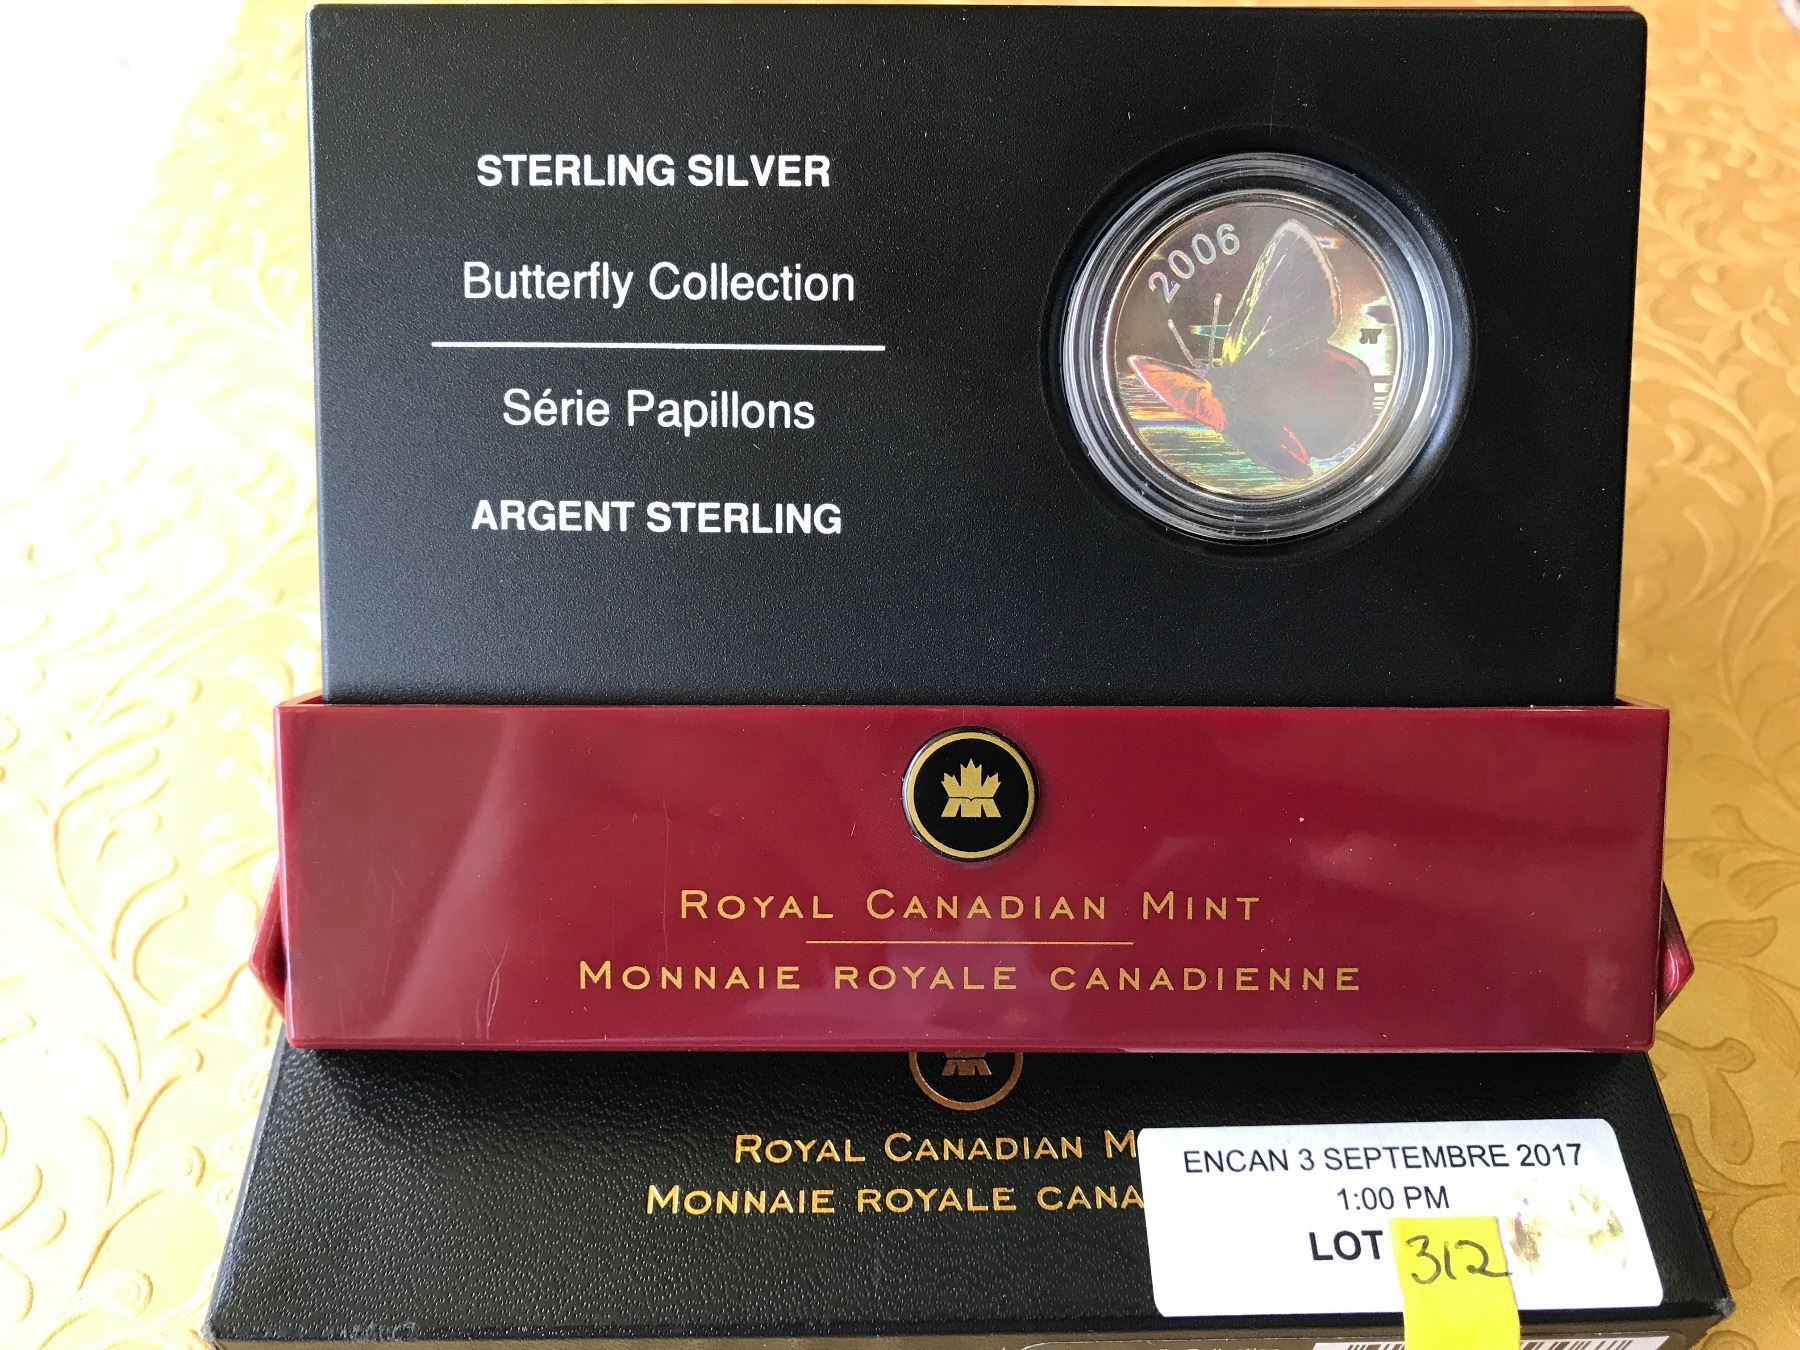 STERLING SILVER
Butterfly Collection
Série Papillons
ARGENT STERLING
2006
ROYAL CANADIAN MINT
MONNAIE ROYALE CANADIENNE
ROYAL CANADIAN M
MONNAIE ROYALE CANA
ENCAN 3 SEPTEMBRE 2017
1:00 PM
LOT 312